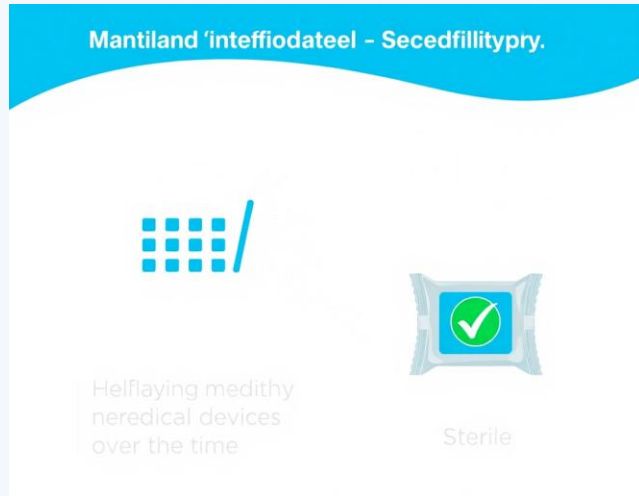 Mantiland ‘inteffiodateel – Secedfillitypry.
Helflaying medithy
neredical devices
over the time
Sterile